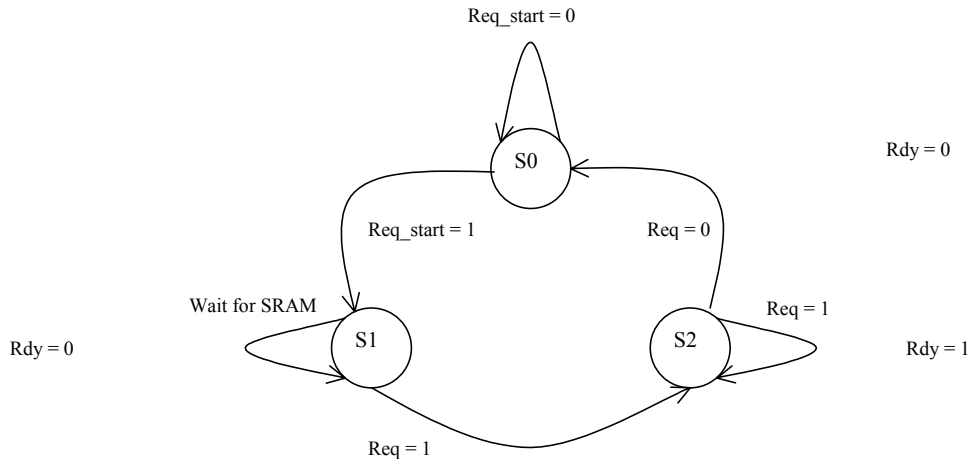 Req_start = 0
S0
Rdy = 0
Req_start = 1
Req = 0
Wait for SRAM
Req = 1
S1
S2
Rdy = 0
Rdy = 1
Req = 1